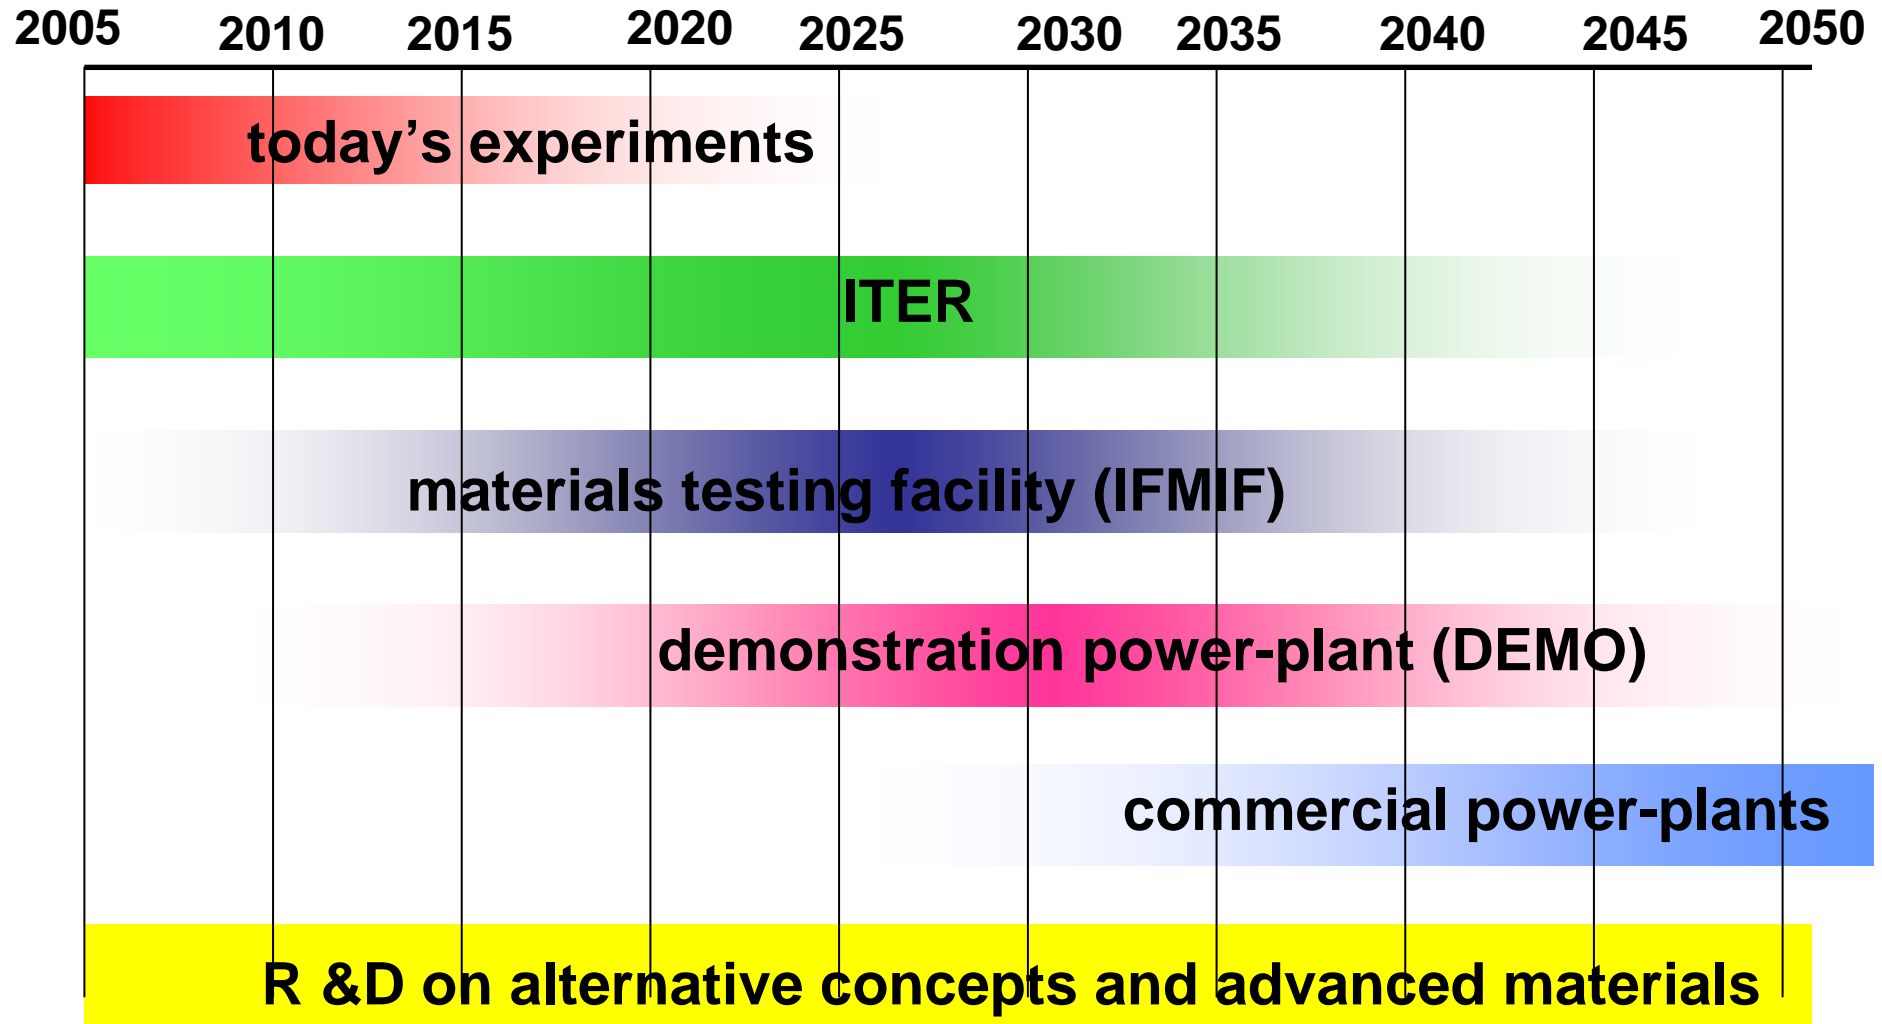 2005 2010 2015 2020 2025 2030 2035 2040 2045 2050
today’s experiments
ITER
materials testing facility (IFMIF)
demonstration power-plant (DEMO)
commercial power-plants
R &D on alternative concepts and advanced materials